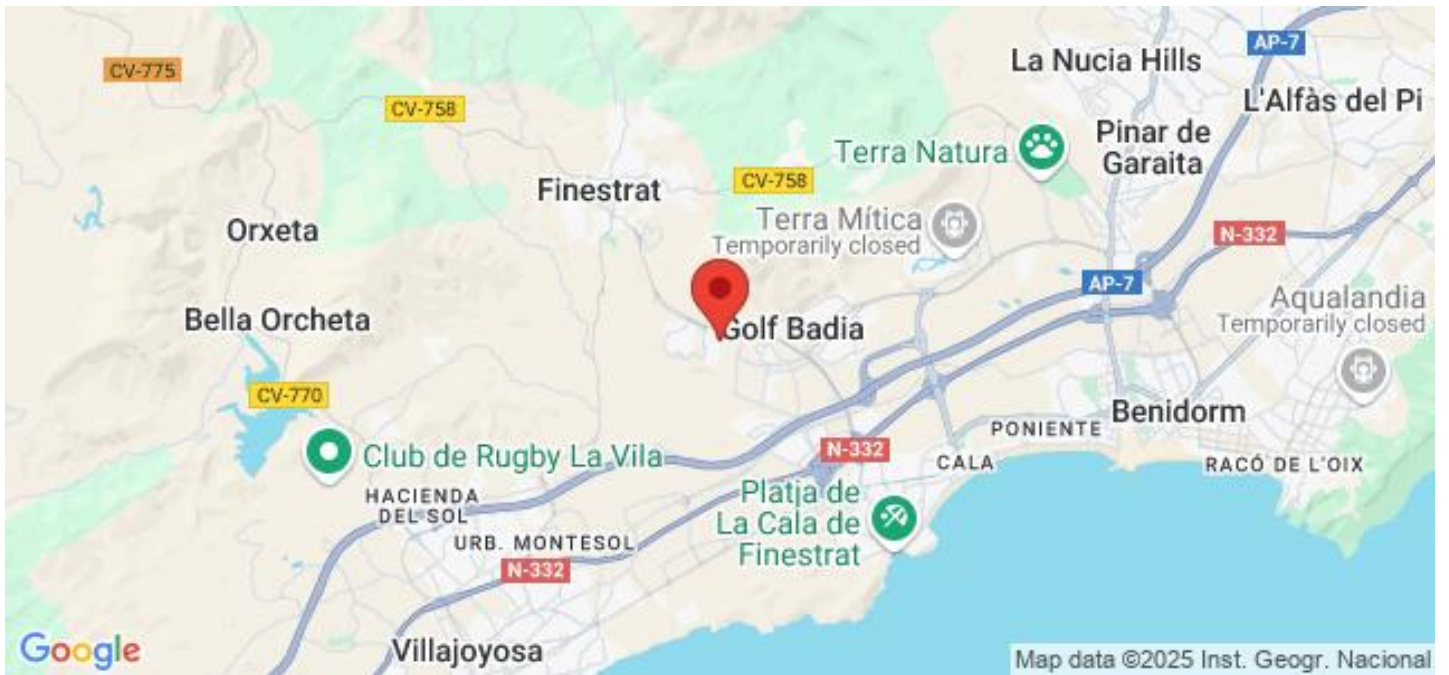 AP-7
La Nucia Hills
CV-775
L'Alfàs del Pi
CV-758
Pinar de
Garaita
Terra Natura
CV-758
Finestrat
Terra Mítica
Temporarily closed
Orxeta
N-332
AP-7
Aqualandia
Temporarily closed
Bella Orcheta
Golf Badia
CV-770
Benidorm
PONIENTE
N-332
Club de Rugby La Vila
CALA
RACÓ DE L'OIX
HACIENDA
DEL SOL
Platja de
La Cala de
Finestrat
URB. MONTESOL
N-332
Villajoyosa
Google
Map data ©2025 Inst. Geogr. Nacional